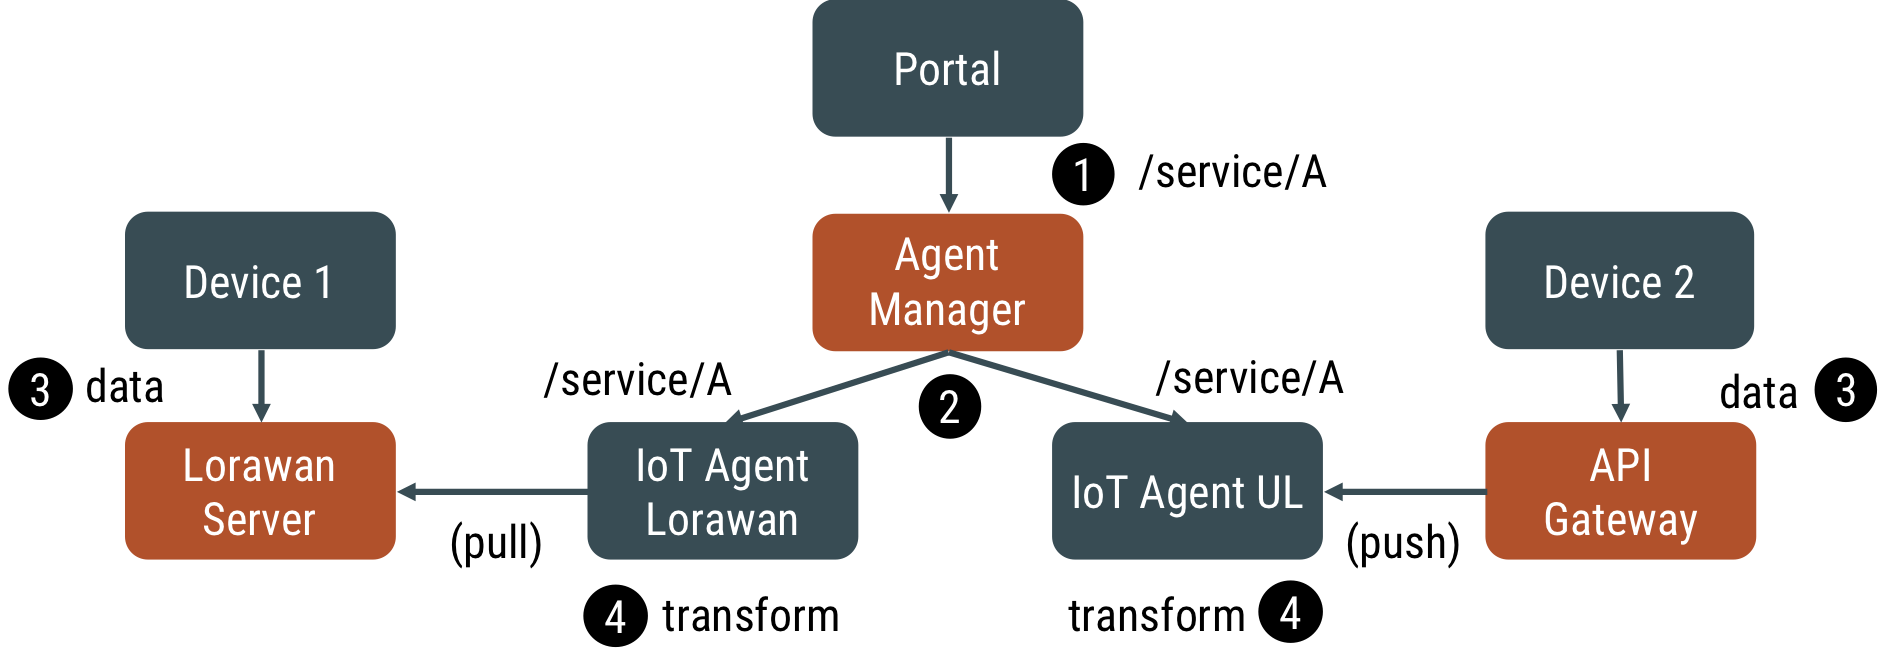 Portal
1 /service/A
Agent
Manager
Device 1
Device 2
3 data
/service/A
2
/service/A
data 3
Lorawan
Server
IoT Agent
Lorawan
IoT Agent UL
API
Gateway
(pull)
(push)
4 transform
transform 4